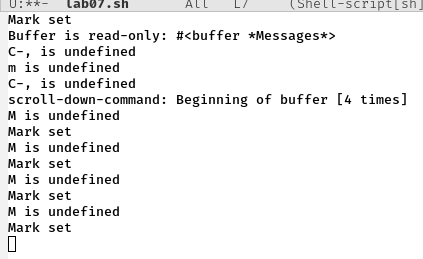 U:**-  lab07.sh       All   L7     (Shell-script[sh]
Mark set
Buffer is read-only: #<buffer *Messages*>
C-, is undefined
m is undefined
C-, is undefined
scroll-down-command: Beginning of buffer [4 times]
M is undefined
Mark set
M is undefined
Mark set
M is undefined
Mark set
M is undefined
Mark set